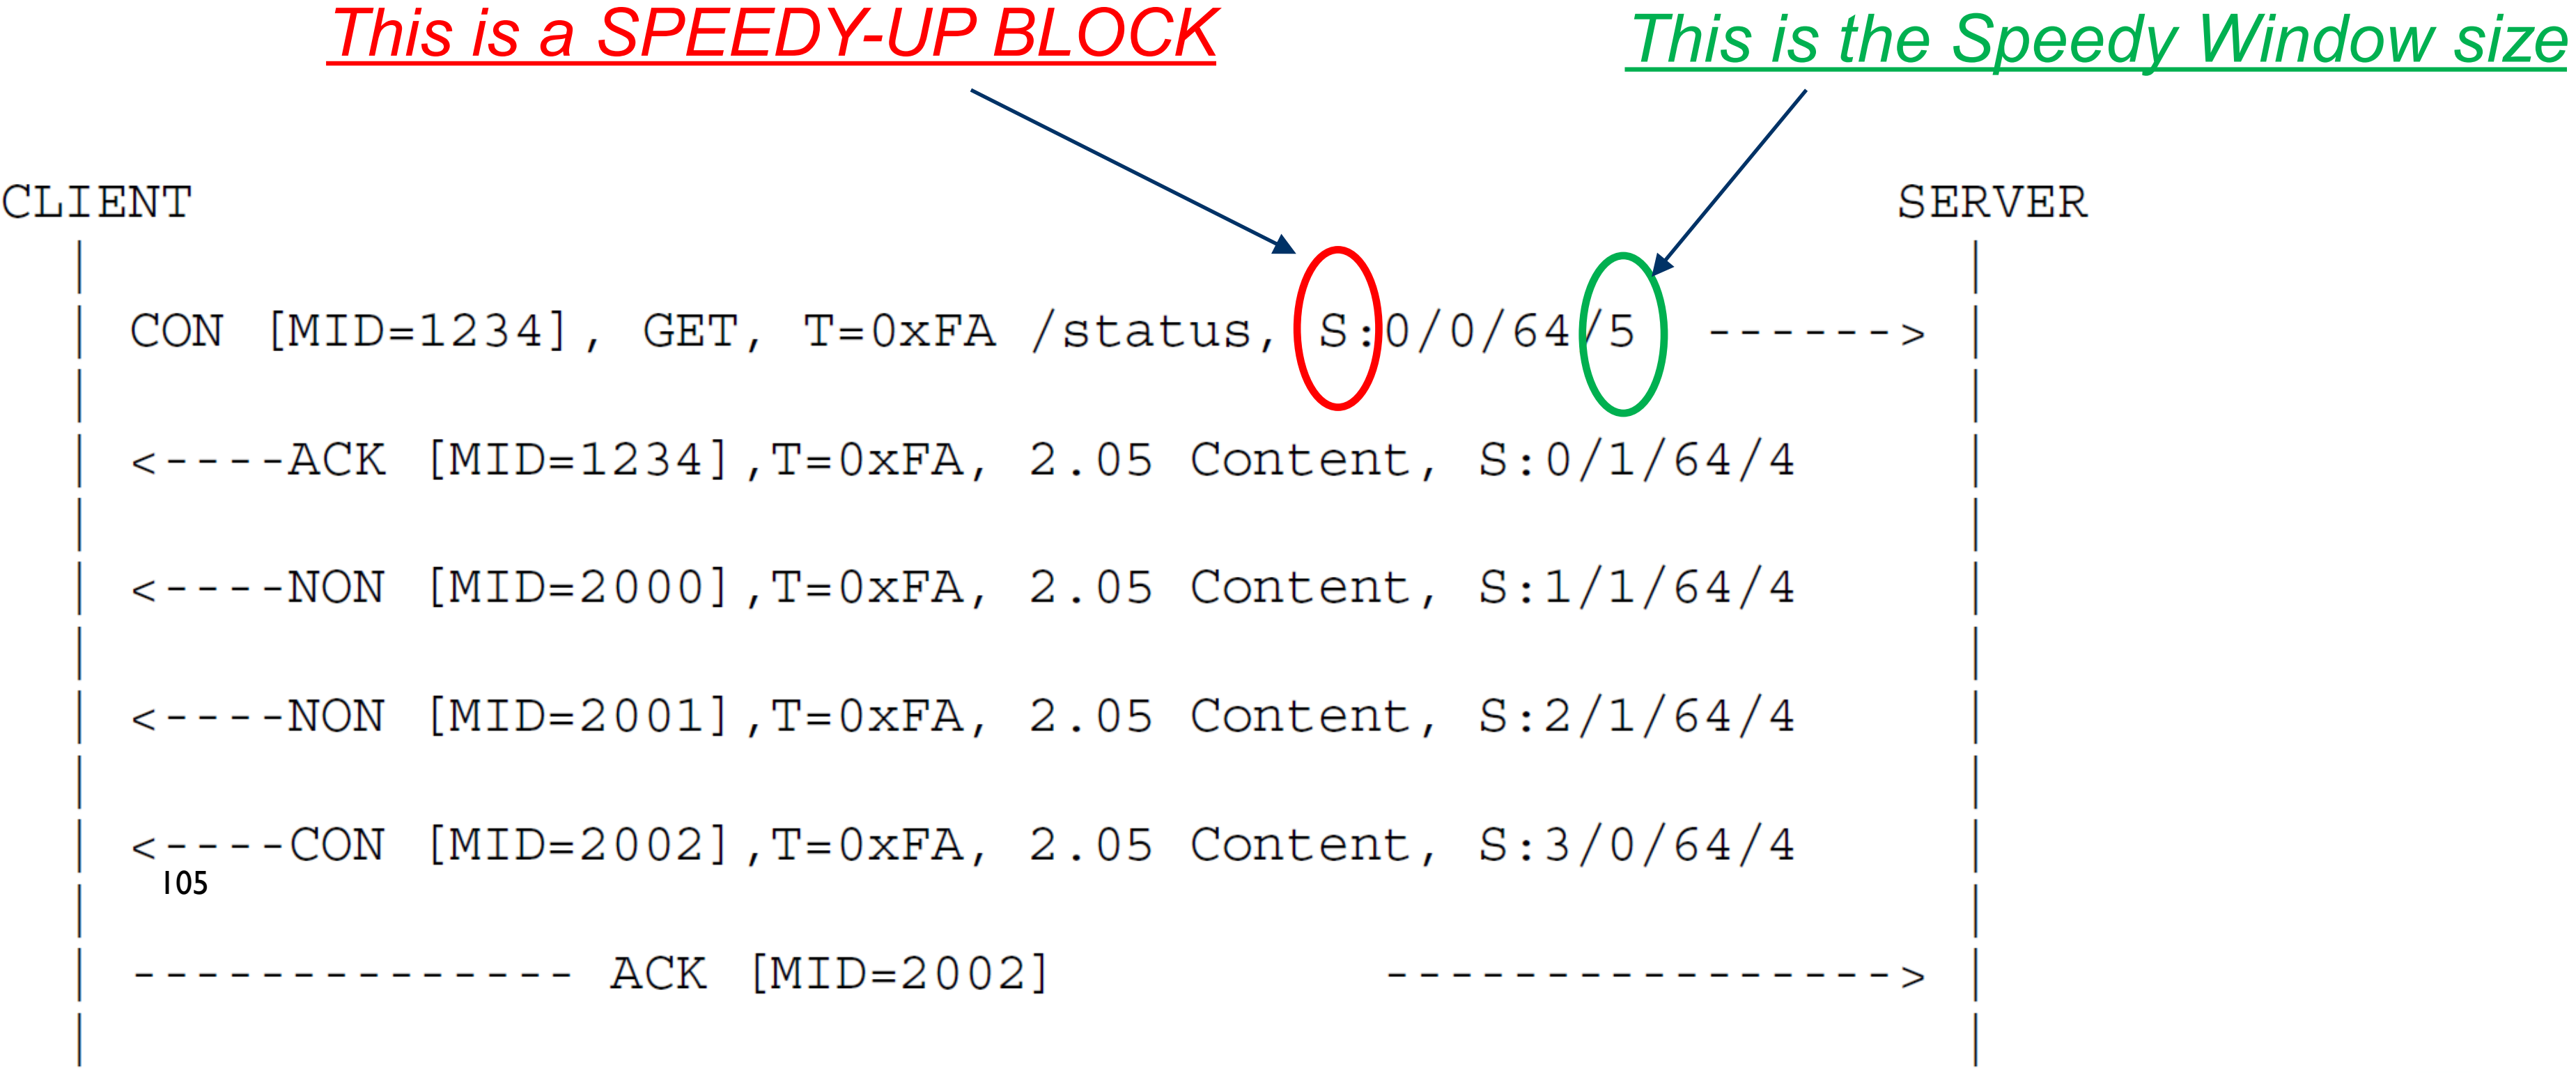 This is a SPEEDY-UP BLOCK This is the Speedy Window size
CLIENT SERVER
| |
| CON [MID=1234], GET, T=0xFA /status, S:0/0/64/5 ------> |
| |
| <----ACK [MID=1234],T=0xFA, 2.05 Content, S:0/1/64/4 |
| |
| <----NON [MID=2000],T=0xFA, 2.05 Content, S:1/1/64/4 |
| |
| <----NON [MID=2001],T=0xFA, 2.05 Content, S:2/1/64/4 |
| |
| <----CON [MID=2002],T=0xFA, 2.05 Content, S:3/0/64/4 |
105
| |
| -------------- ACK [MID=2002] ----------------> |
| |